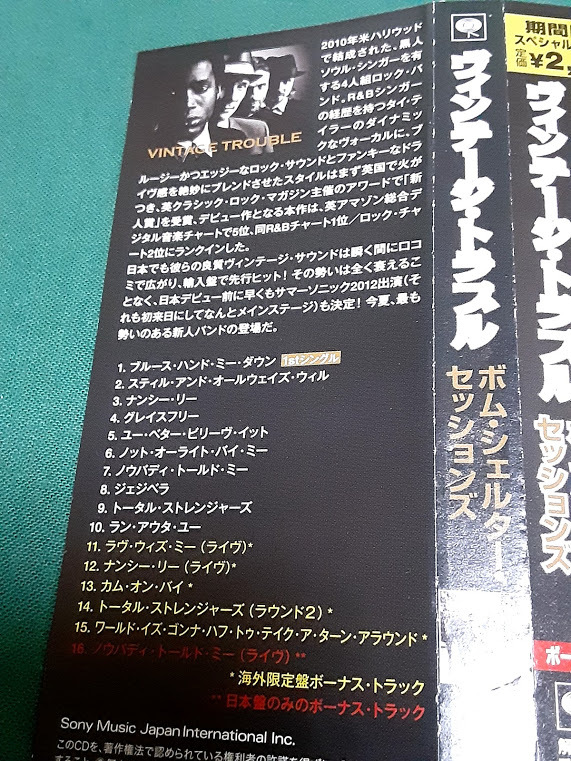 VINTAGE TROUBLE
2010年米ハリウッド
で結成された。黒人
ソウル・シンガーを有
する4人組ロック・バ
ンド。R&Bシンガー
の経歴を持つタイ・テ
イラーのダイナミッ
クなヴォーカルに、ブ
ルージーかつエッジーなロック・サウンドとファンキーなドラ
イヴ感を絶妙にブレンドさせたスタイルはまず英国で火が
つき、英クラシック・ロック・マガジン主催のアワードで「新
人賞」を受賞、デビュー作となる本作は、英アマゾン総合デ
ジタル音楽チャートで5位、同R&Bチャート1位／ロック・チャ
ート2位にランクインした。
日本でも彼らの良質ヴィンテージ・サウンドは瞬く間に口コ
ミで広がり、輸入盤で先行ヒット！その勢いは全く衰えるこ
となく、日本デビュー前に早くもサマーソニック2012出演（そ
れも初来日にしてなんとメインステージ）も決定！今夏、最も
勢いのある新人バンドの登場だ。
1. ブルース・ハンド・ミー・ダウン 1stシングル
2. スティル・アンド・オールウェイズ・ウィル
3. ナンシー・リー
4. グレイスフリー
5. ユー・ベター・ビリーヴ・イット
6. ノット・オーライト・バイ・ミー
7. ノウバディ・トールド・ミー
8. ジェジベラ
9. トータル・ストレンジャーズ
10. ラン・アウタ・ユー
11. ラヴ・ウィズ・ミー（ライヴ）*
12. ナンシー・リー（ライヴ）*
13. カム・オン・バイ *
14. トータル・ストレンジャーズ（ラウンド2）*
15. ワールド・イズ・ゴンナ・ハフ・トゥ・テイク・ア・ターン・アラウンド *
16. ノウバディ・トールド・ミー（ライヴ）**
* 海外限定盤ボーナス・トラック
** 日本盤のみのボーナス・トラック
Sony Music Japan International Inc.
このCDを、著作権法で認められている権利者の許諾を得
ヴィンテージ・トラブル
ボム・シェルター・
セッションズ
期間
スペシャル
定価 ¥2,
ヴィンテージ・トラブル
セッションズ
ボー